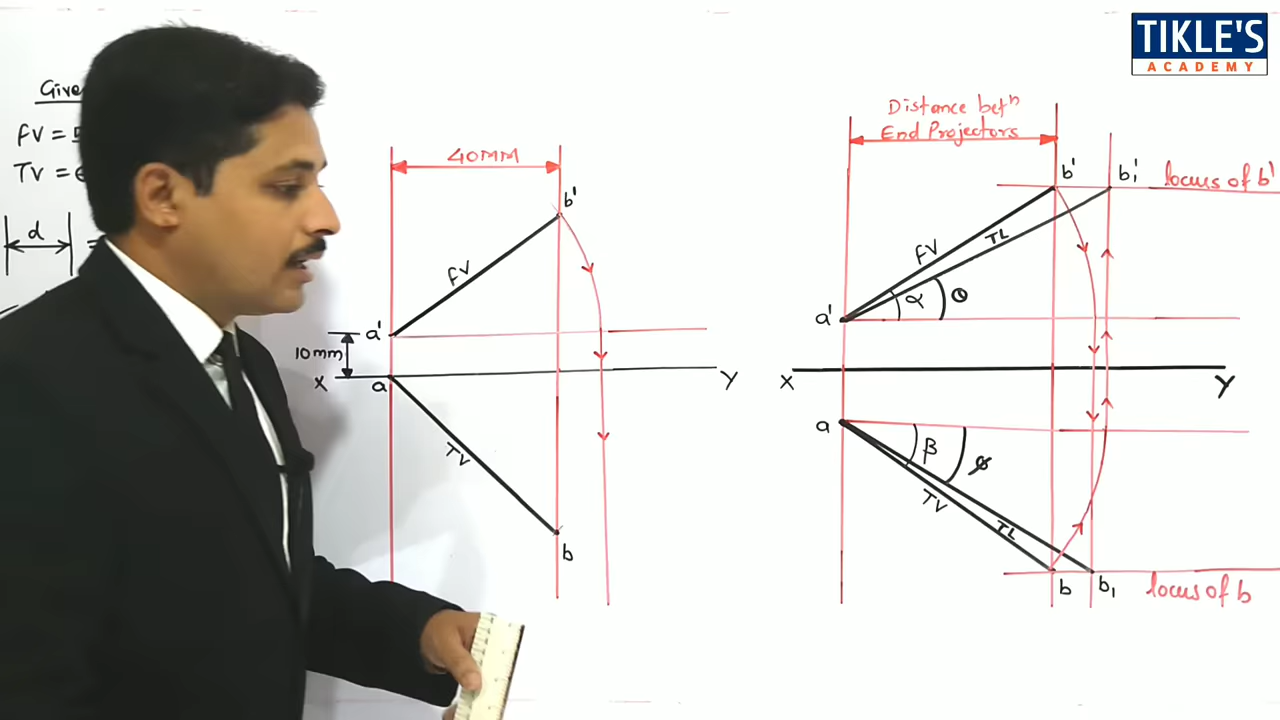 TIKLE'S
ACADEMY
Give
FV =
TV =
d
=
40MM
b'
FV
a'
10mm
X
a
Y
TV
b
Distance betⁿ
End Projectors
b'
b₁'
locus of b'
FV
TL
α
θ
a'
X
Y
a
β
ø
TV
TL
b
b₁
locus of b